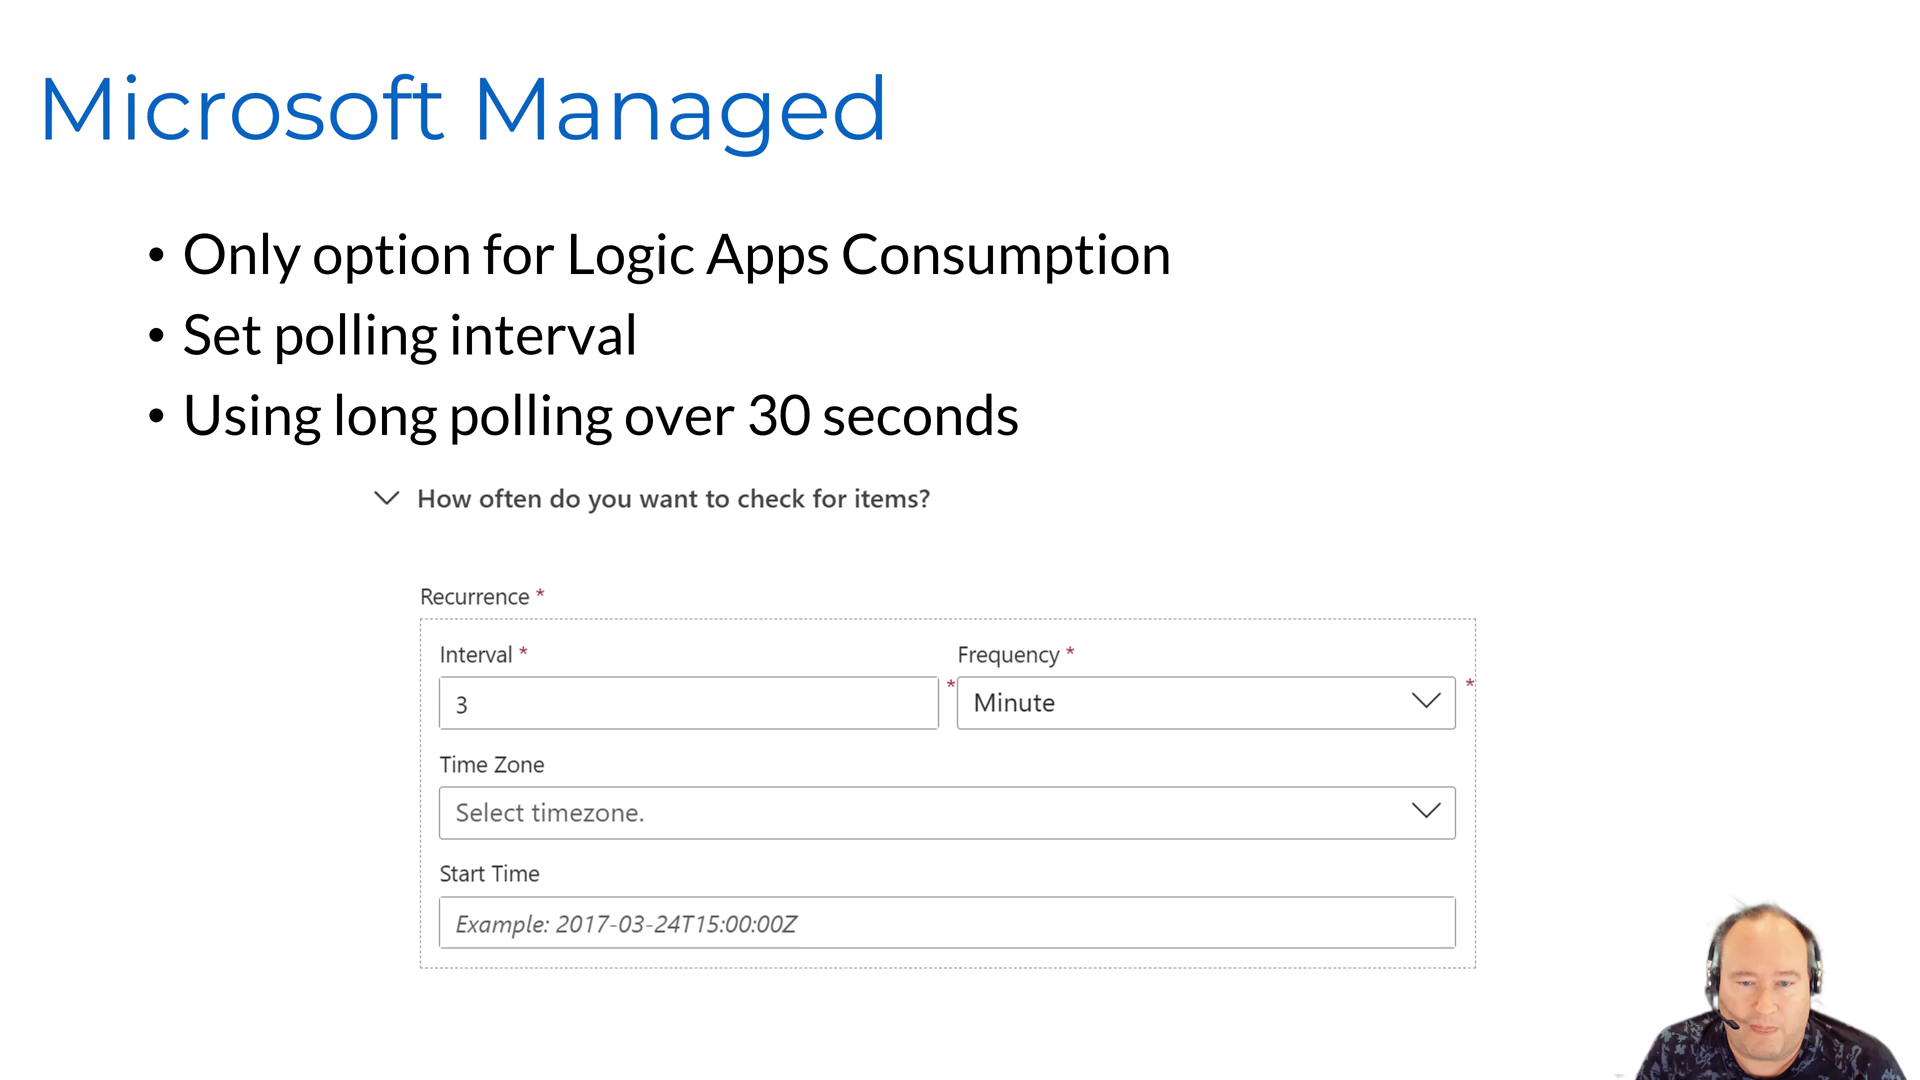 Microsoft Managed
• Only option for Logic Apps Consumption
• Set polling interval
• Using long polling over 30 seconds
How often do you want to check for items?
Recurrence *
Interval * Frequency *
3 * Minute *
Time Zone
Select timezone.
Start Time
Example: 2017-03-24T15:00:00Z